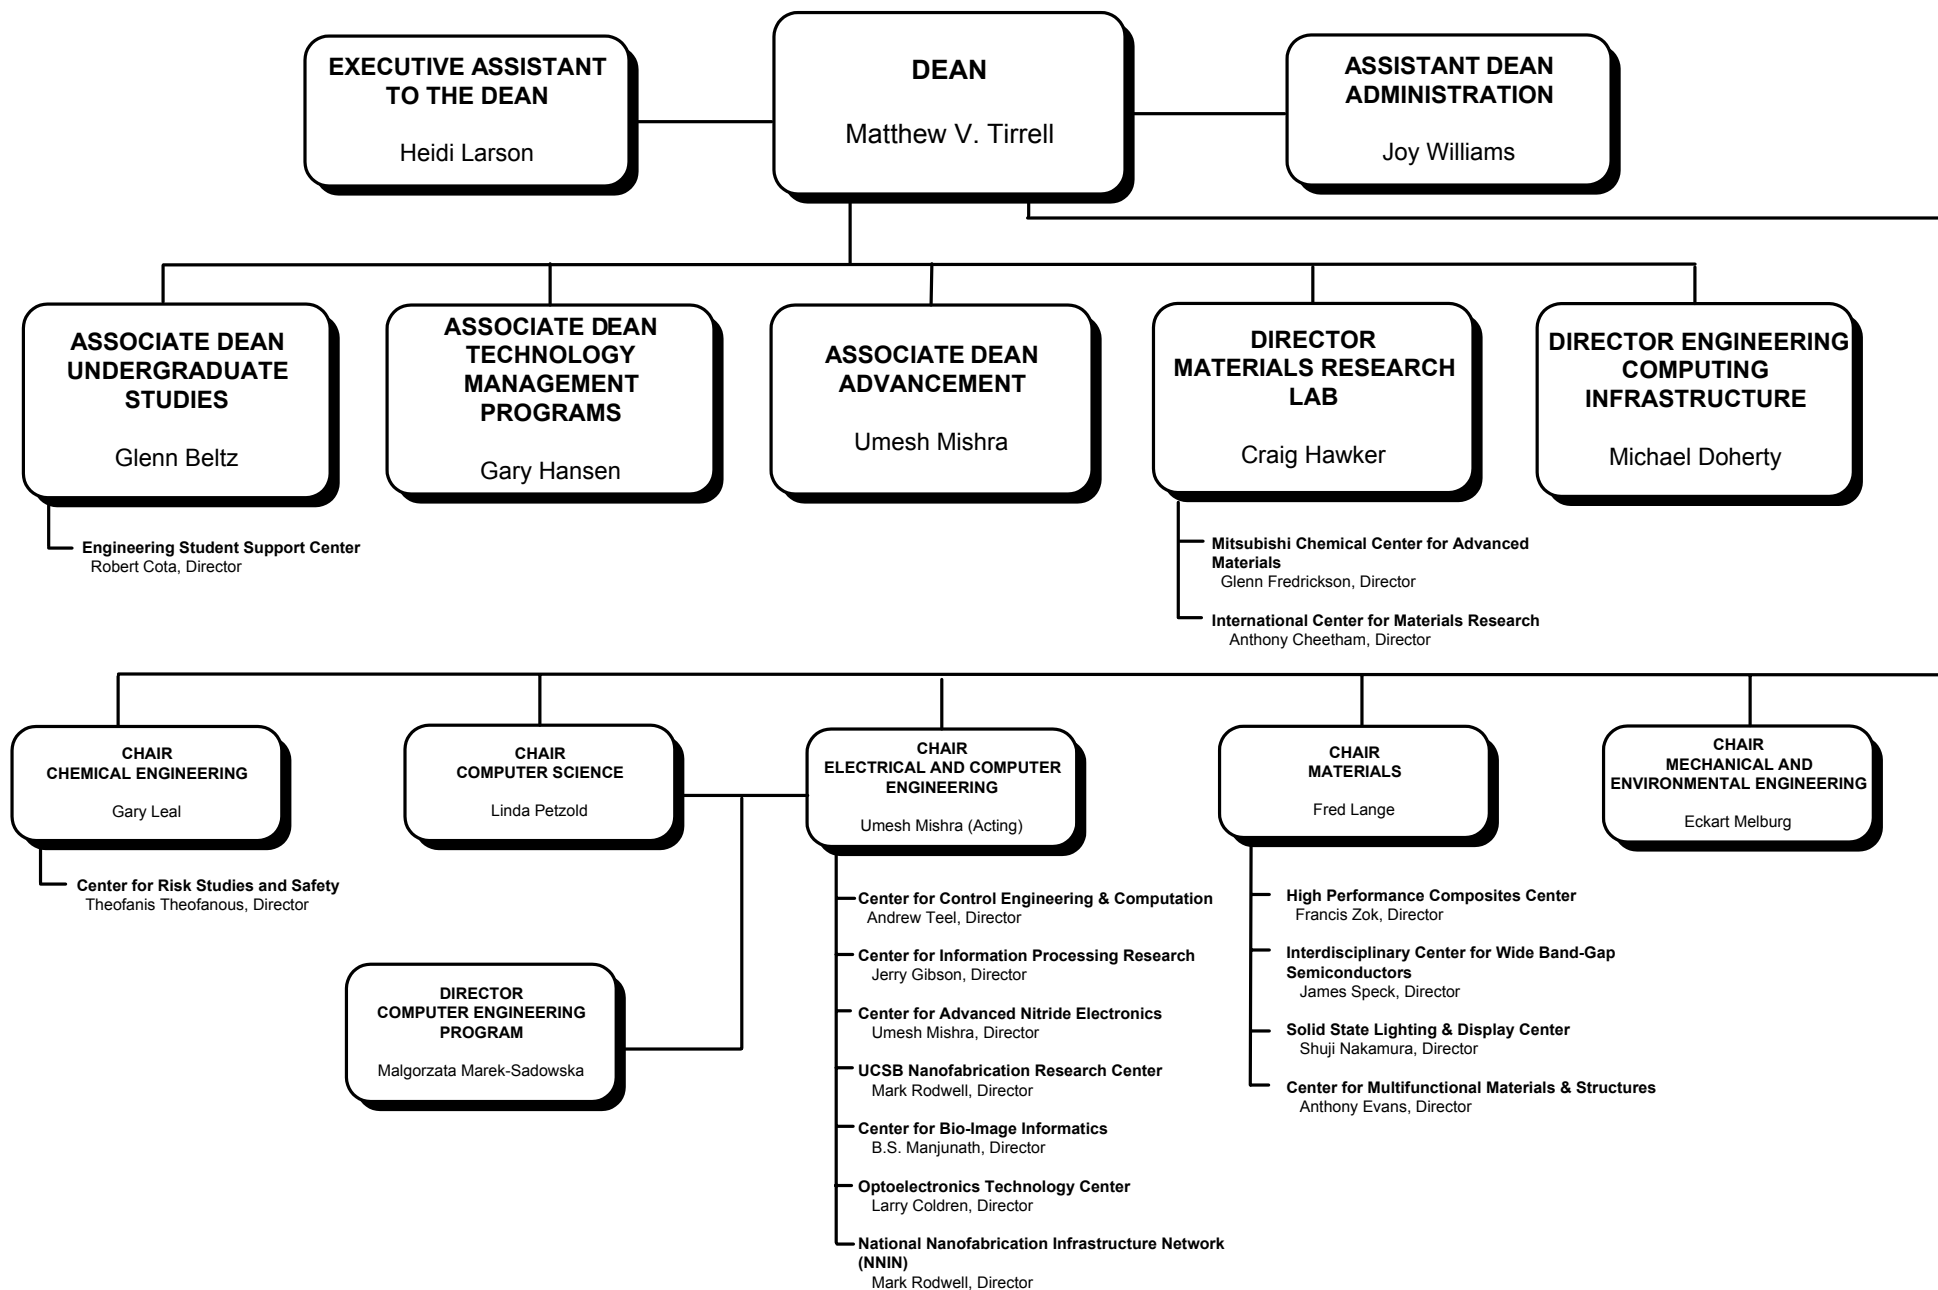 EXECUTIVE ASSISTANT
TO THE DEAN
Heidi Larson
DEAN
Matthew V. Tirrell
ASSISTANT DEAN
ADMINISTRATION
Joy Williams
ASSOCIATE DEAN
UNDERGRADUATE
STUDIES
Glenn Beltz
ASSOCIATE DEAN
TECHNOLOGY
MANAGEMENT
PROGRAMS
Gary Hansen
ASSOCIATE DEAN
ADVANCEMENT
Umesh Mishra
DIRECTOR
MATERIALS RESEARCH
LAB
Craig Hawker
DIRECTOR ENGINEERING
COMPUTING
INFRASTRUCTURE
Michael Doherty
Engineering Student Support Center
Robert Cota, Director
Mitsubishi Chemical Center for Advanced
Materials
Glenn Fredrickson, Director
International Center for Materials Research
Anthony Cheetham, Director
CHAIR
CHEMICAL ENGINEERING
Gary Leal
CHAIR
COMPUTER SCIENCE
Linda Petzold
CHAIR
ELECTRICAL AND COMPUTER
ENGINEERING
Umesh Mishra (Acting)
CHAIR
MATERIALS
Fred Lange
CHAIR
MECHANICAL AND
ENVIRONMENTAL ENGINEERING
Eckart Melburg
Center for Risk Studies and Safety
Theofanis Theofanous, Director
DIRECTOR
COMPUTER ENGINEERING
PROGRAM
Malgorzata Marek-Sadowska
Center for Control Engineering & Computation
Andrew Teel, Director
Center for Information Processing Research
Jerry Gibson, Director
Center for Advanced Nitride Electronics
Umesh Mishra, Director
UCSB Nanofabrication Research Center
Mark Rodwell, Director
Center for Bio-Image Informatics
B.S. Manjunath, Director
Optoelectronics Technology Center
Larry Coldren, Director
National Nanofabrication Infrastructure Network
(NNIN)
Mark Rodwell, Director
High Performance Composites Center
Francis Zok, Director
Interdisciplinary Center for Wide Band-Gap
Semiconductors
James Speck, Director
Solid State Lighting & Display Center
Shuji Nakamura, Director
Center for Multifunctional Materials & Structures
Anthony Evans, Director